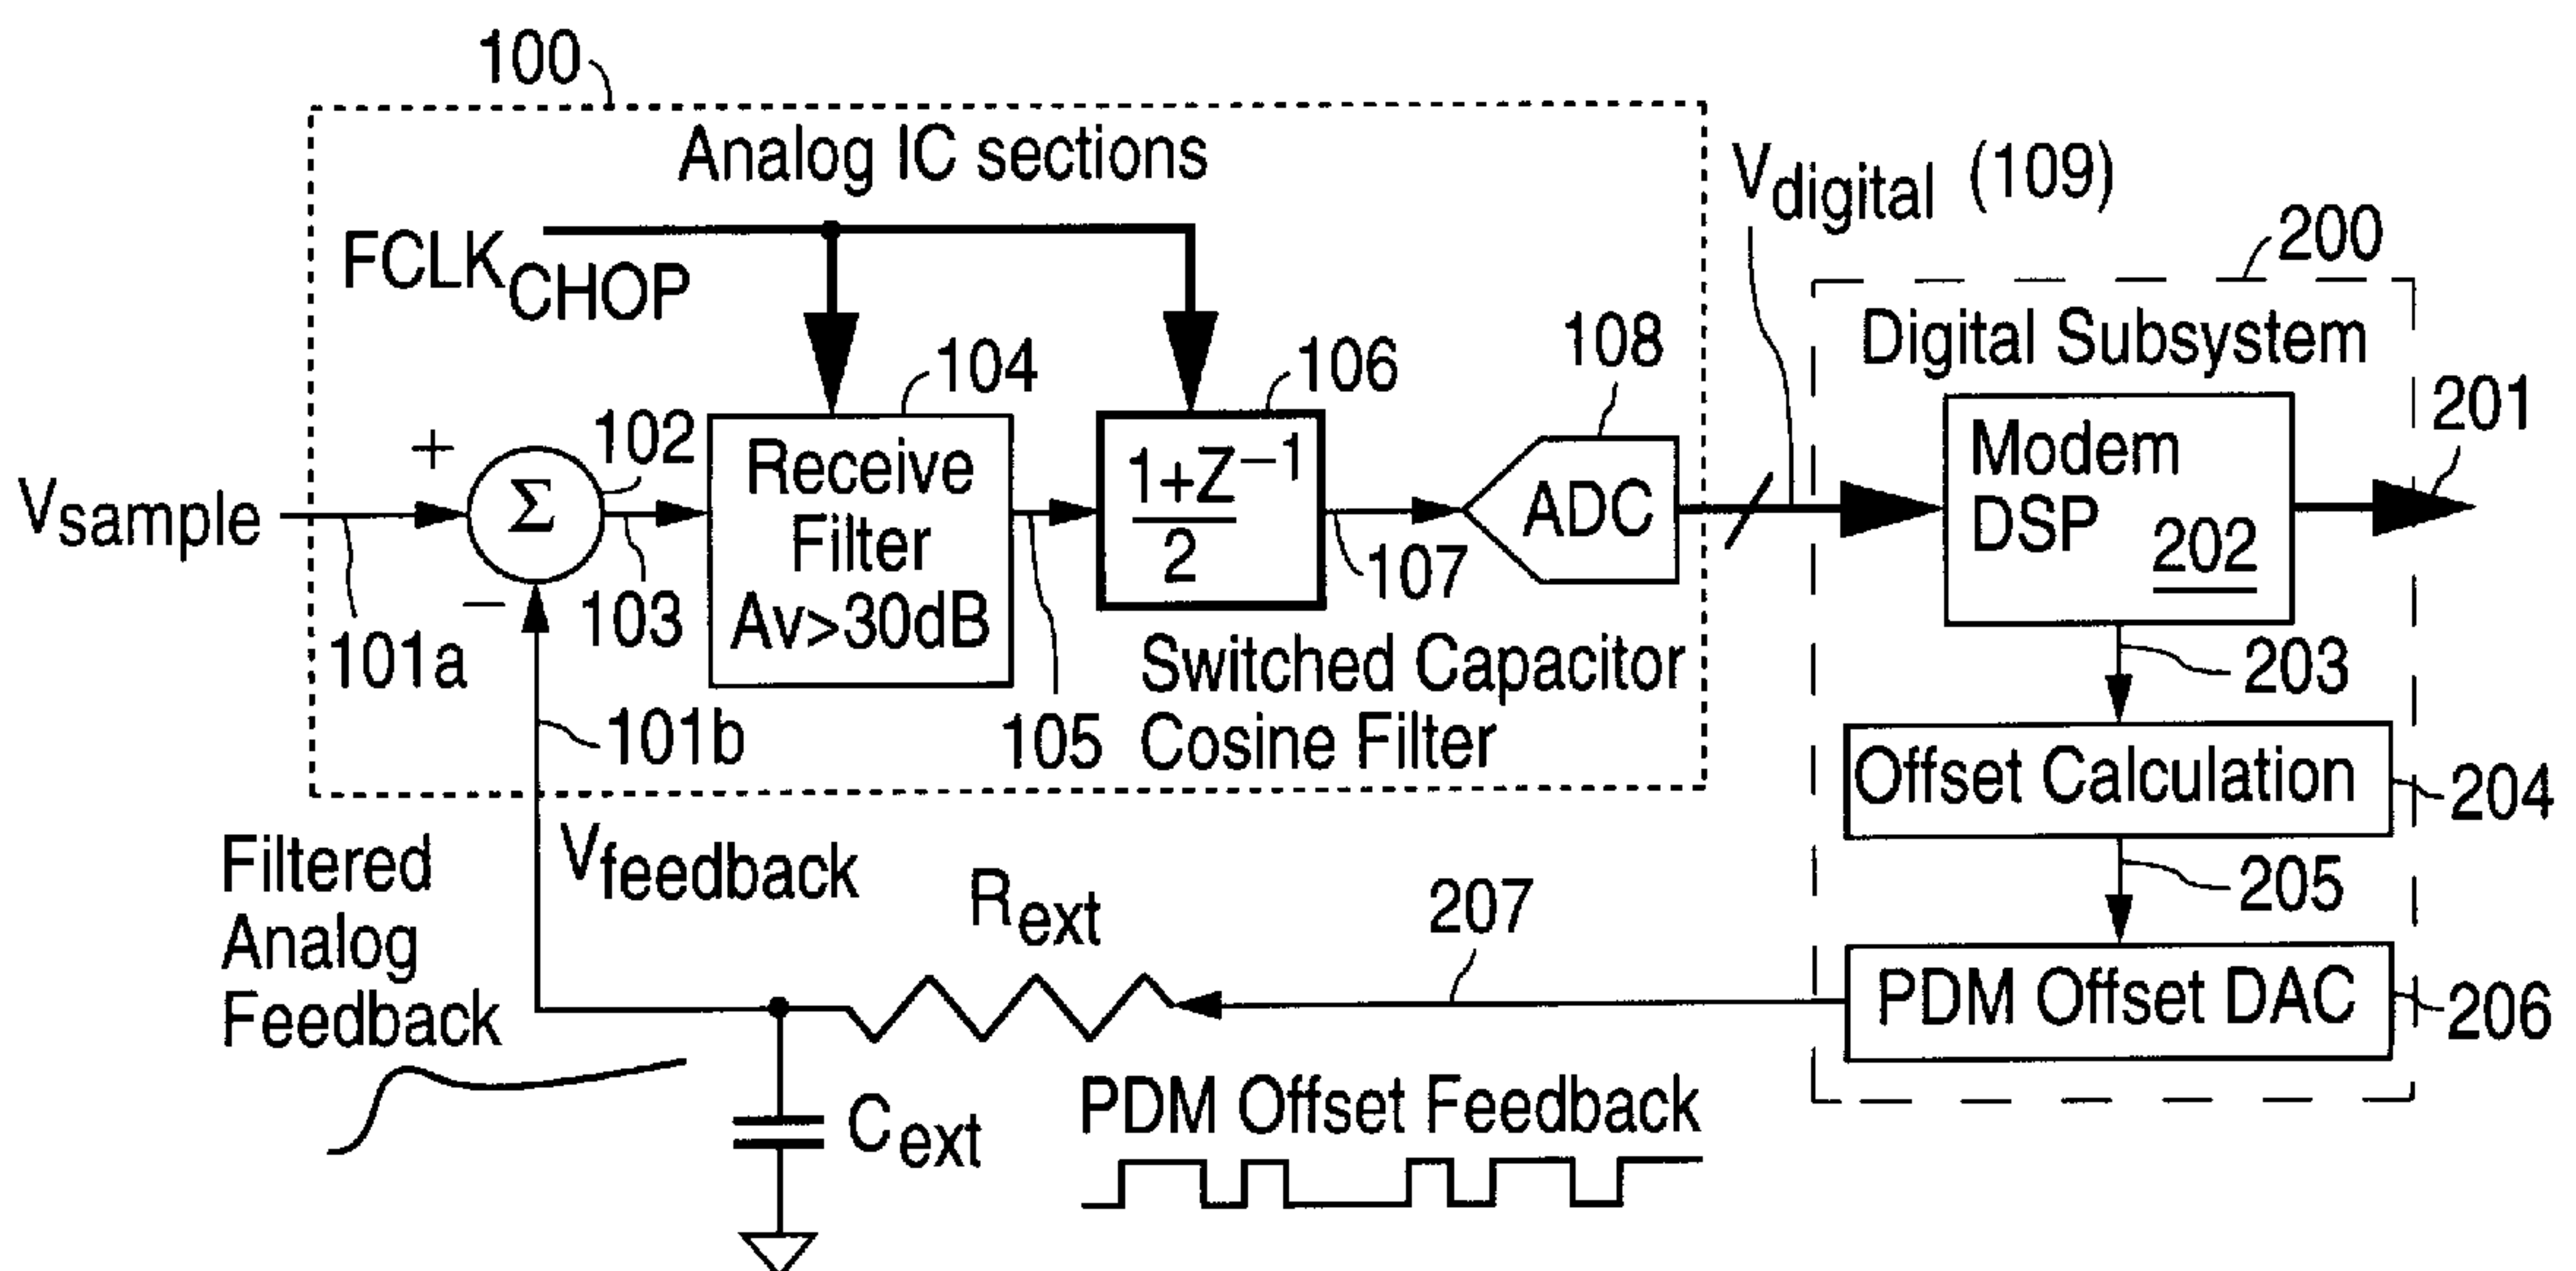 100
Analog IC sections
FCLKCHOP
Vdigital (109)
200
Digital Subsystem
104
106
108
201
102
+
Vsample
Σ
−
Receive
Filter
Av>30dB
1+Z−1
2
ADC
Modem
DSP
202
101a
103
105
107
Switched Capacitor
Cosine Filter
203
101b
Offset Calculation
204
205
Filtered
Analog
Feedback
Vfeedback
Rext
207
PDM Offset DAC
206
Cext
PDM Offset Feedback